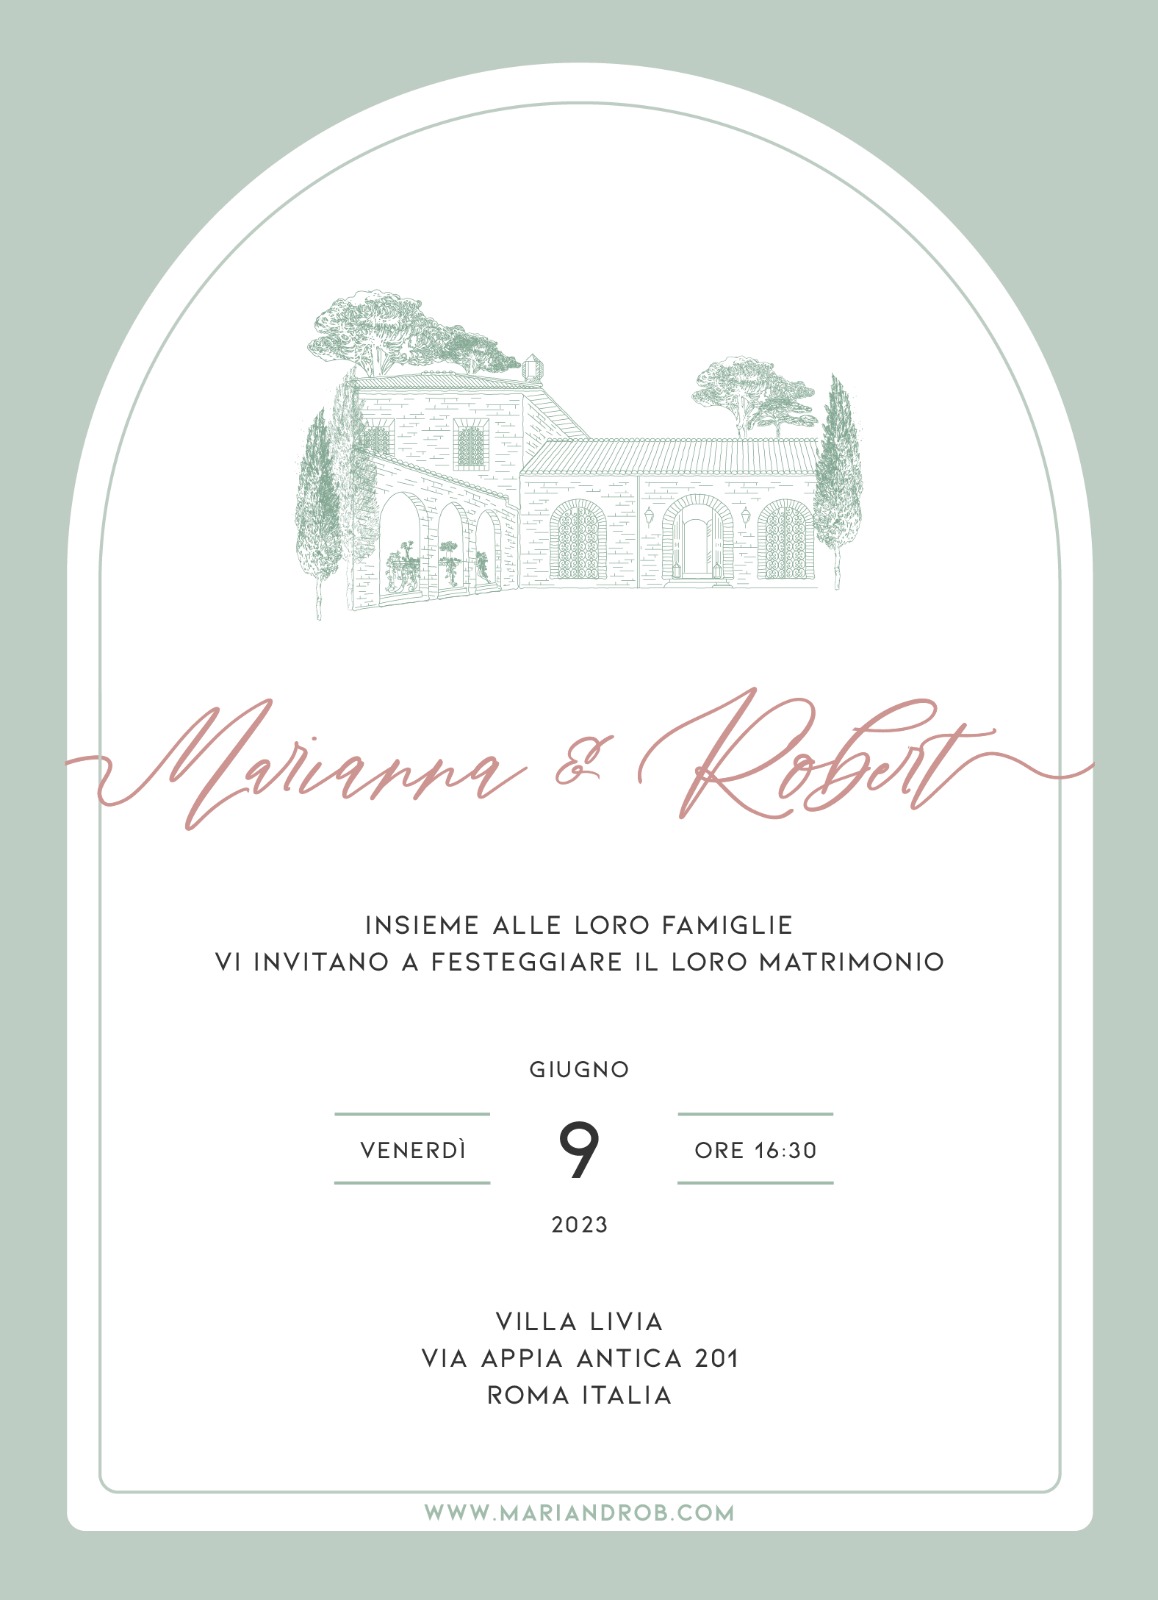 Marianna & Robert
INSIEME ALLE LORO FAMIGLIE
VI INVITANO A FESTEGGIARE IL LORO MATRIMONIO
GIUGNO
VENERDÌ 9 ORE 16:30
2023
VILLA LIVIA
VIA APPIA ANTICA 201
ROMA ITALIA
WWW.MARIANDROB.COM